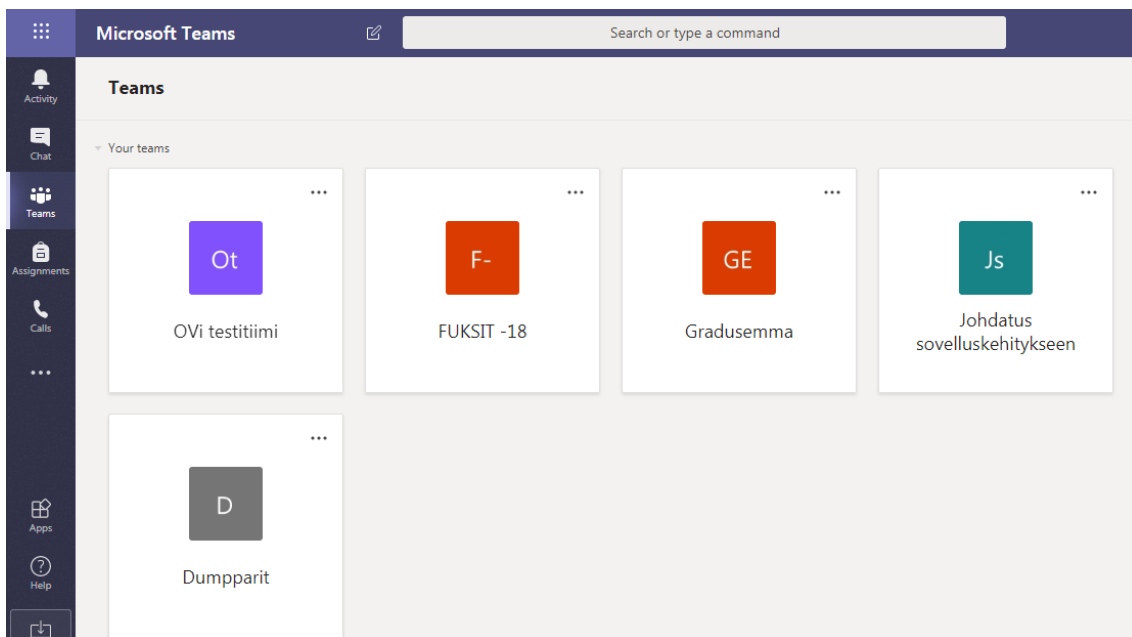 Microsoft Teams
Search or type a command
Activity
Chat
Teams
Assignments
Calls
Apps
Help
Teams
Your teams
Ot
OVi testitiimi
F-
FUKSIT -18
GE
Gradusemma
Js
Johdatus
sovelluskehitykseen
D
Dumpparit